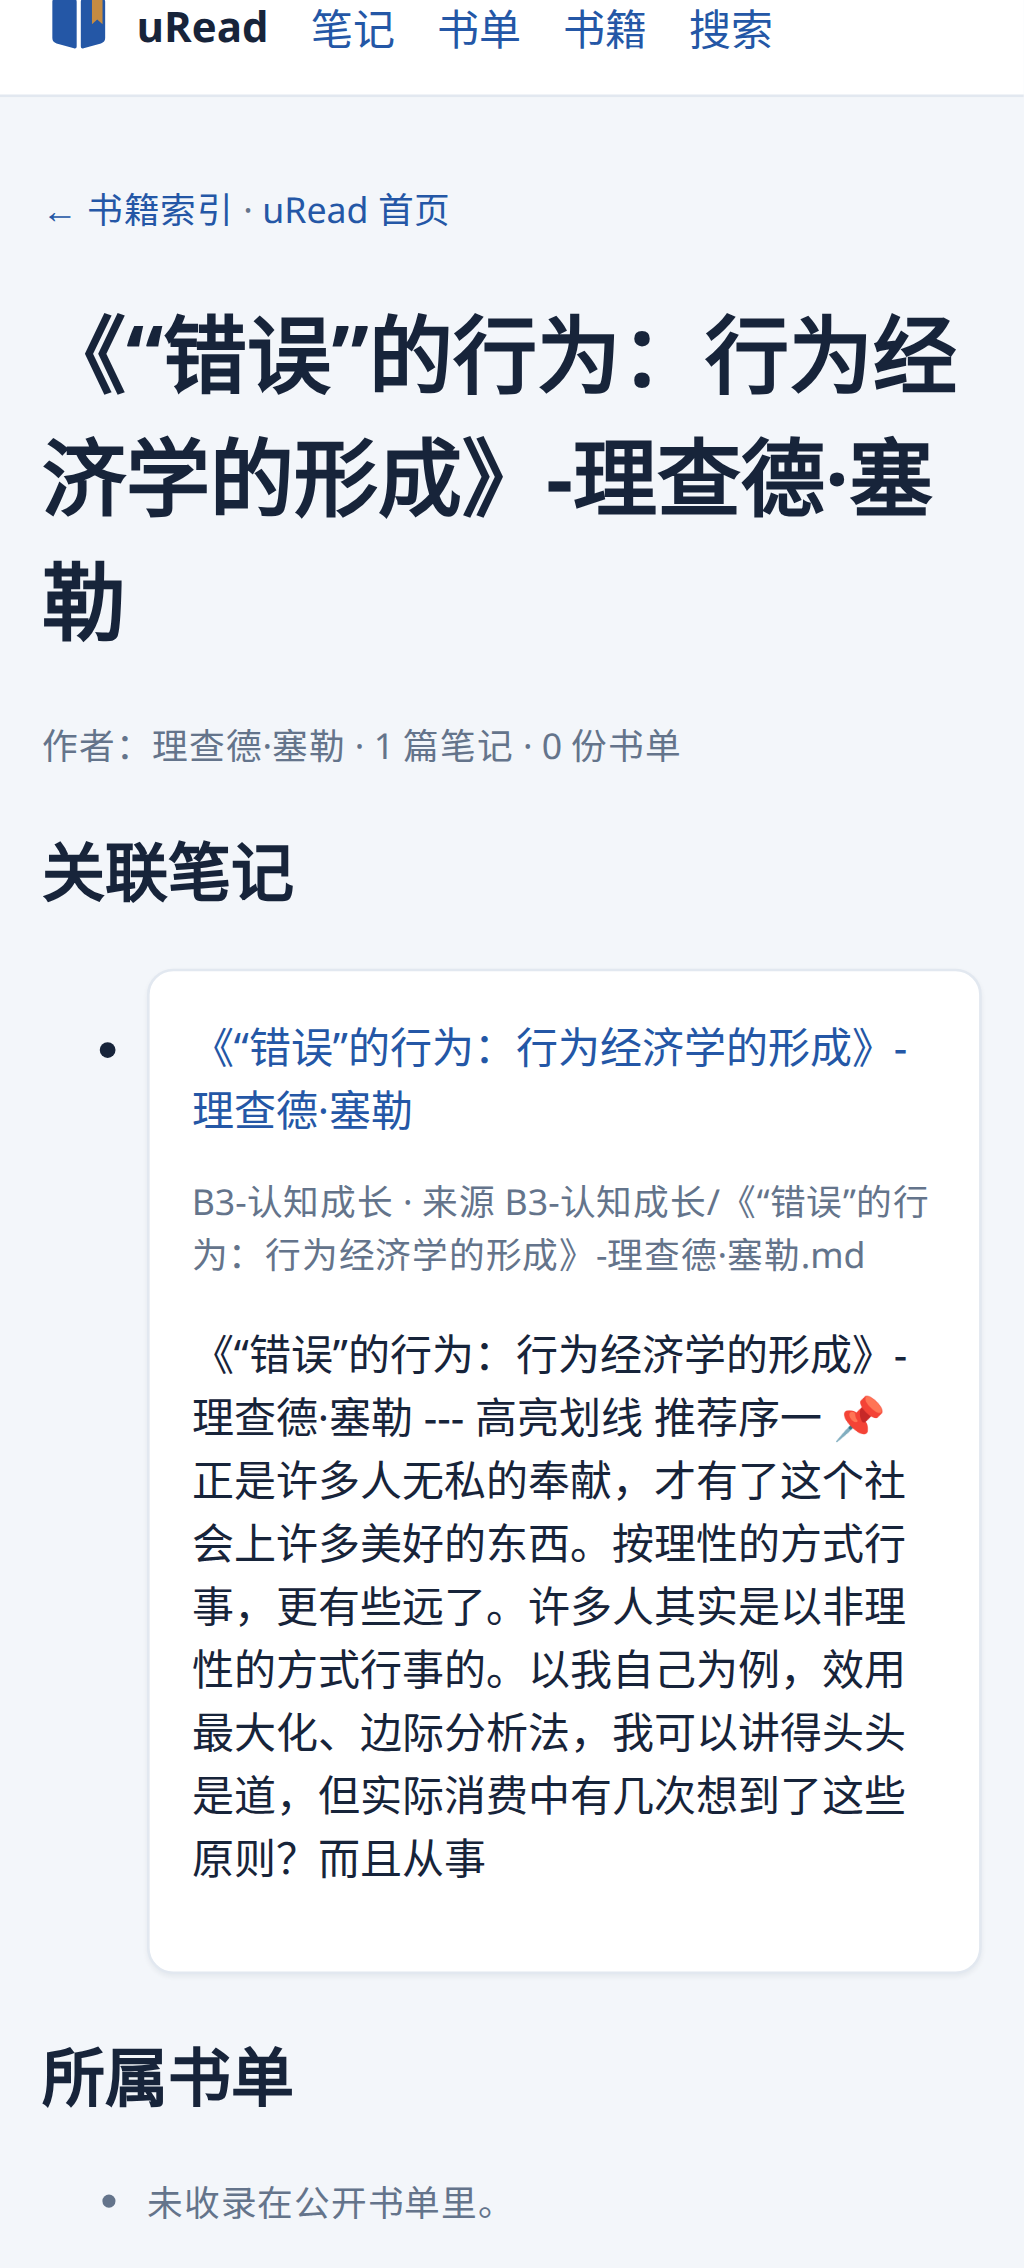 uRead 笔记 书单 书籍 搜索
← 书籍索引 · uRead 首页
《“错误”的行为：行为经
济学的形成》-理查德·塞
勒
作者：理查德·塞勒 · 1 篇笔记 · 0 份书单
关联笔记
《“错误”的行为：行为经济学的形成》-
理查德·塞勒
B3-认知成长 · 来源 B3-认知成长/《“错误”的行
为：行为经济学的形成》-理查德·塞勒.md
《“错误”的行为：行为经济学的形成》-
理查德·塞勒 --- 高亮划线 推荐序一 📌
正是许多人无私的奉献，才有了这个社
会上许多美好的东西。按理性的方式行
事，更有些远了。许多人其实是以非理
性的方式行事的。以我自己为例，效用
最大化、边际分析法，我可以讲得头头
是道，但实际消费中有几次想到了这些
原则？而且从事
所属书单
未收录在公开书单里。